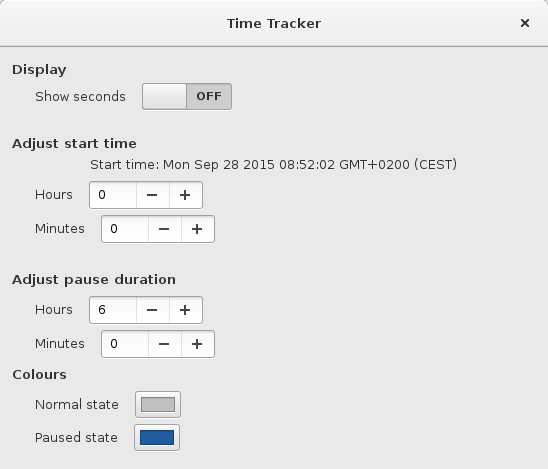 Time Tracker
Display
Show seconds OFF
Adjust start time
Start time: Mon Sep 28 2015 08:52:02 GMT+0200 (CEST)
Hours 0
Minutes 0
Adjust pause duration
Hours 6
Minutes 0
Colours
Normal state
Paused state